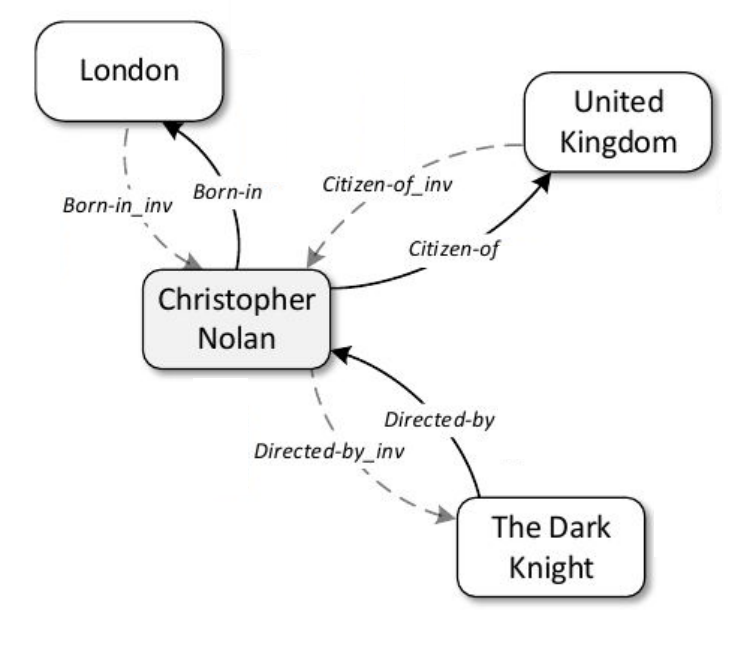 London
United
Kingdom
Born-in_inv
Born-in
Citizen-of_inv
Citizen-of
Christopher
Nolan
Directed-by
Directed-by_inv
The Dark
Knight